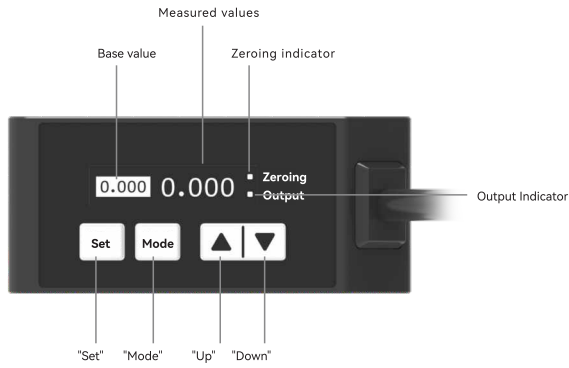 Measured values
Base value
Zeroing indicator
0.000
0.000
Zeroing
Output
Output Indicator
Set
Mode
"Set"
"Mode"
"Up"
"Down"